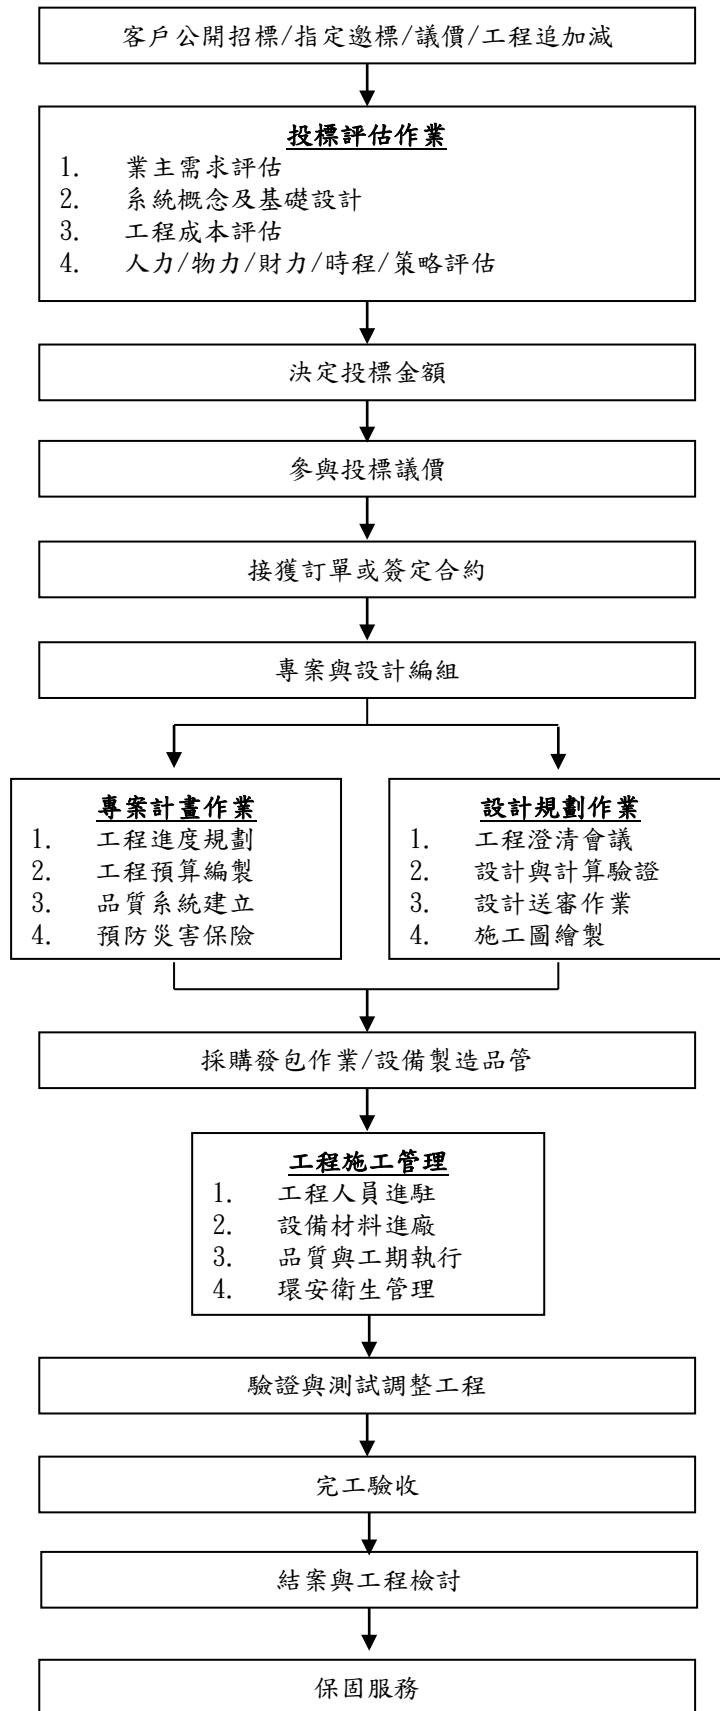 客戶公開招標/指定邀標/議價/工程追加減
投標評估作業
1. 業主需求評估
2. 系統概念及基礎設計
3. 工程成本評估
4. 人力/物力/財力/時程/策略評估
決定投標金額
參與投標議價
接獲訂單或簽定合約
專案與設計編組
專案計畫作業
1. 工程進度規劃
2. 工程預算編製
3. 品質系統建立
4. 預防災害保險
設計規劃作業
1. 工程澄清會議
2. 設計與計算驗證
3. 設計送審作業
4. 施工圖繪製
採購發包作業/設備製造品管
工程施工管理
1. 工程人員進駐
2. 設備材料進廠
3. 品質與工期執行
4. 環安衛生管理
驗證與測試調整工程
完工驗收
結案與工程檢討
保固服務